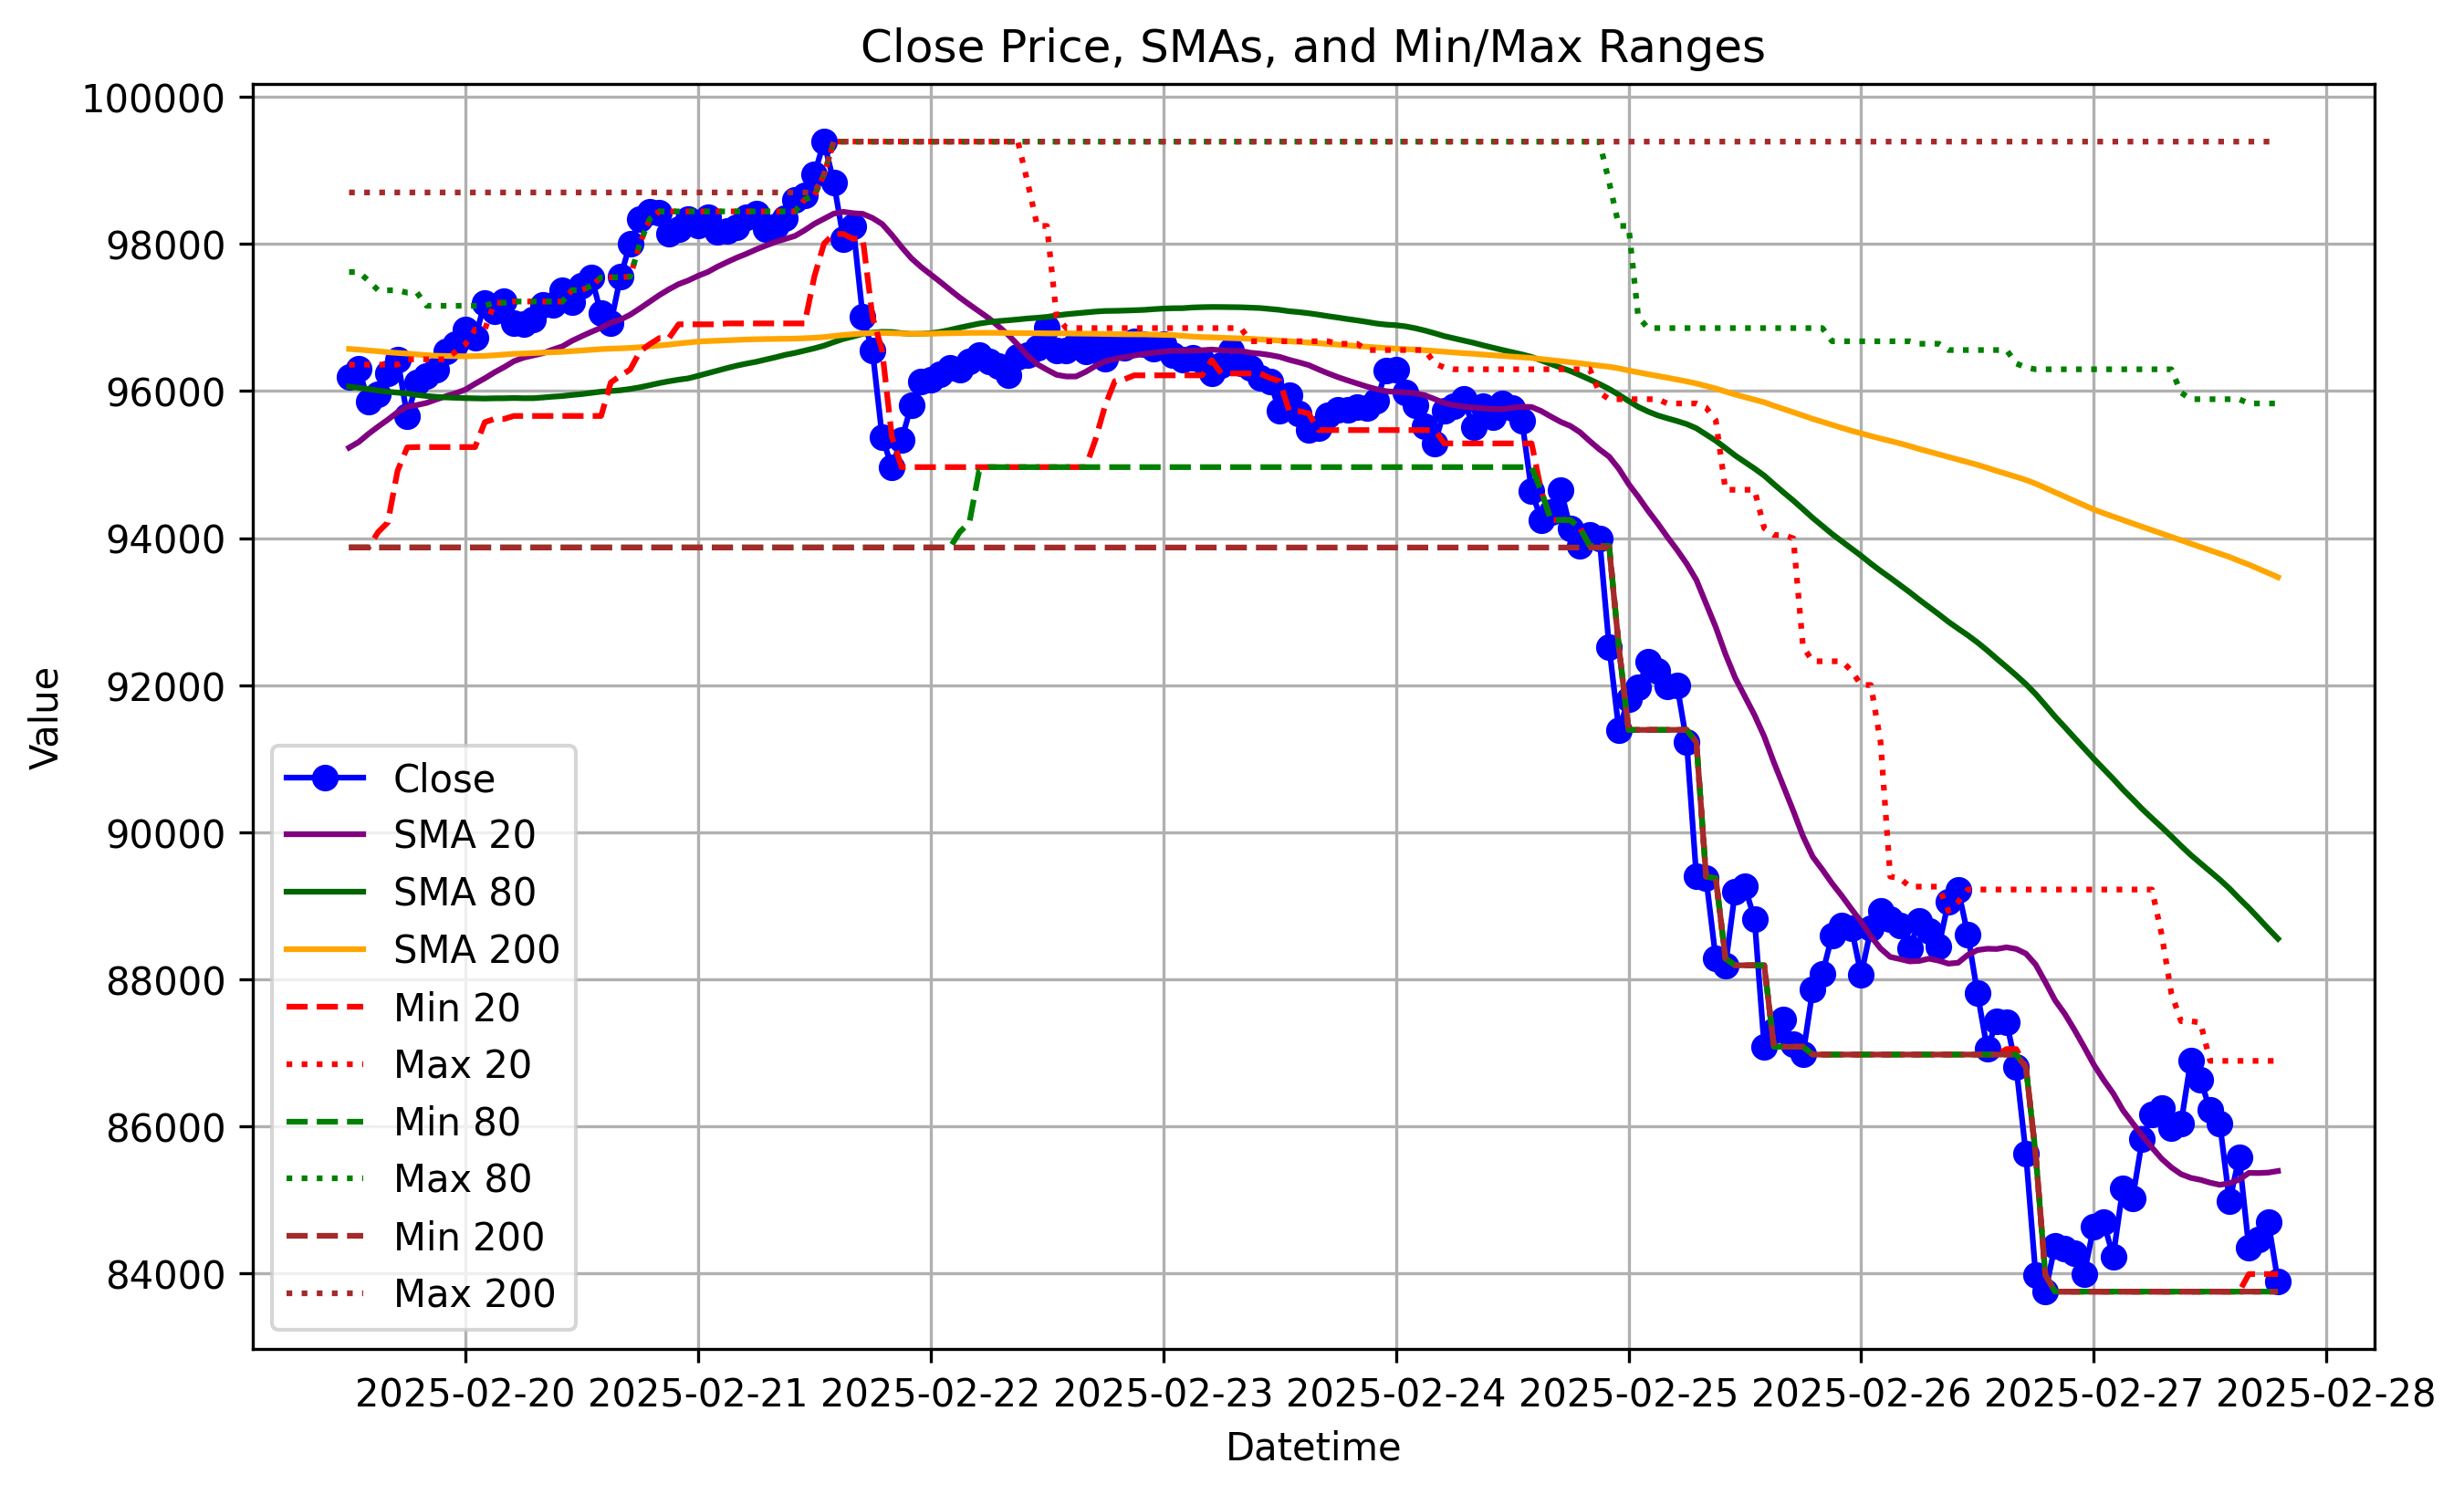 Close Price, SMAs, and Min/Max Ranges
100000
98000
96000
94000
92000
90000
88000
86000
84000
Value
Close
SMA 20
SMA 80
SMA 200
Min 20
Max 20
Min 80
Max 80
Min 200
Max 200
2025-02-20 2025-02-21 2025-02-22 2025-02-23 2025-02-24 2025-02-25 2025-02-26 2025-02-27 2025-02-28
Datetime